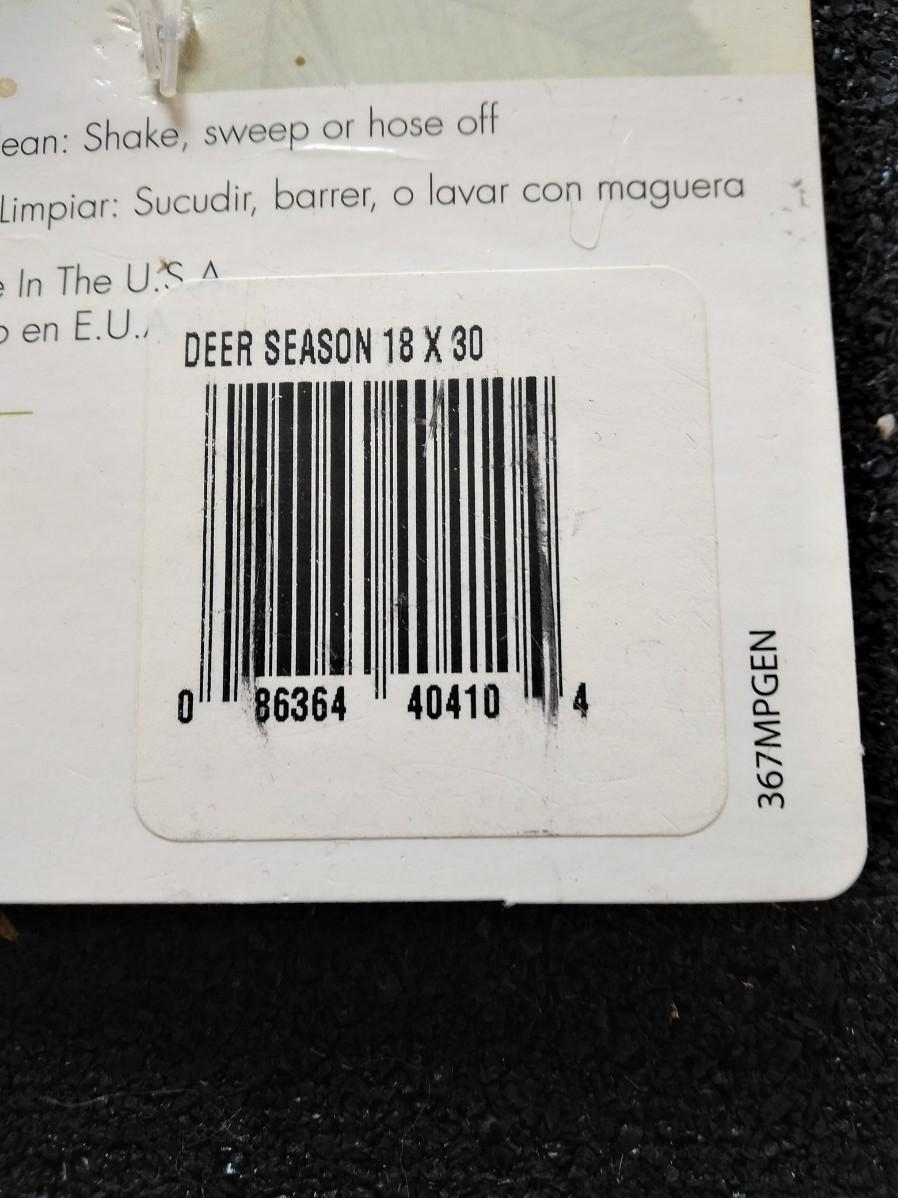 ean: Shake, sweep or hose off
Limpiar: Sucudir, barrer, o lavar con maguera
e In The U.S.A
o en E.U.A
DEER SEASON 18 X 30
0 86364 40410 4
367MPGEN